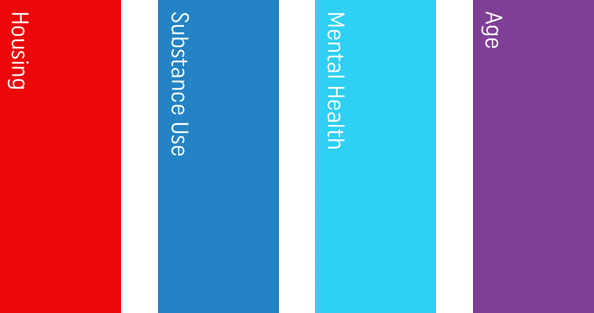 Housing
Substance Use
Mental Health
Age